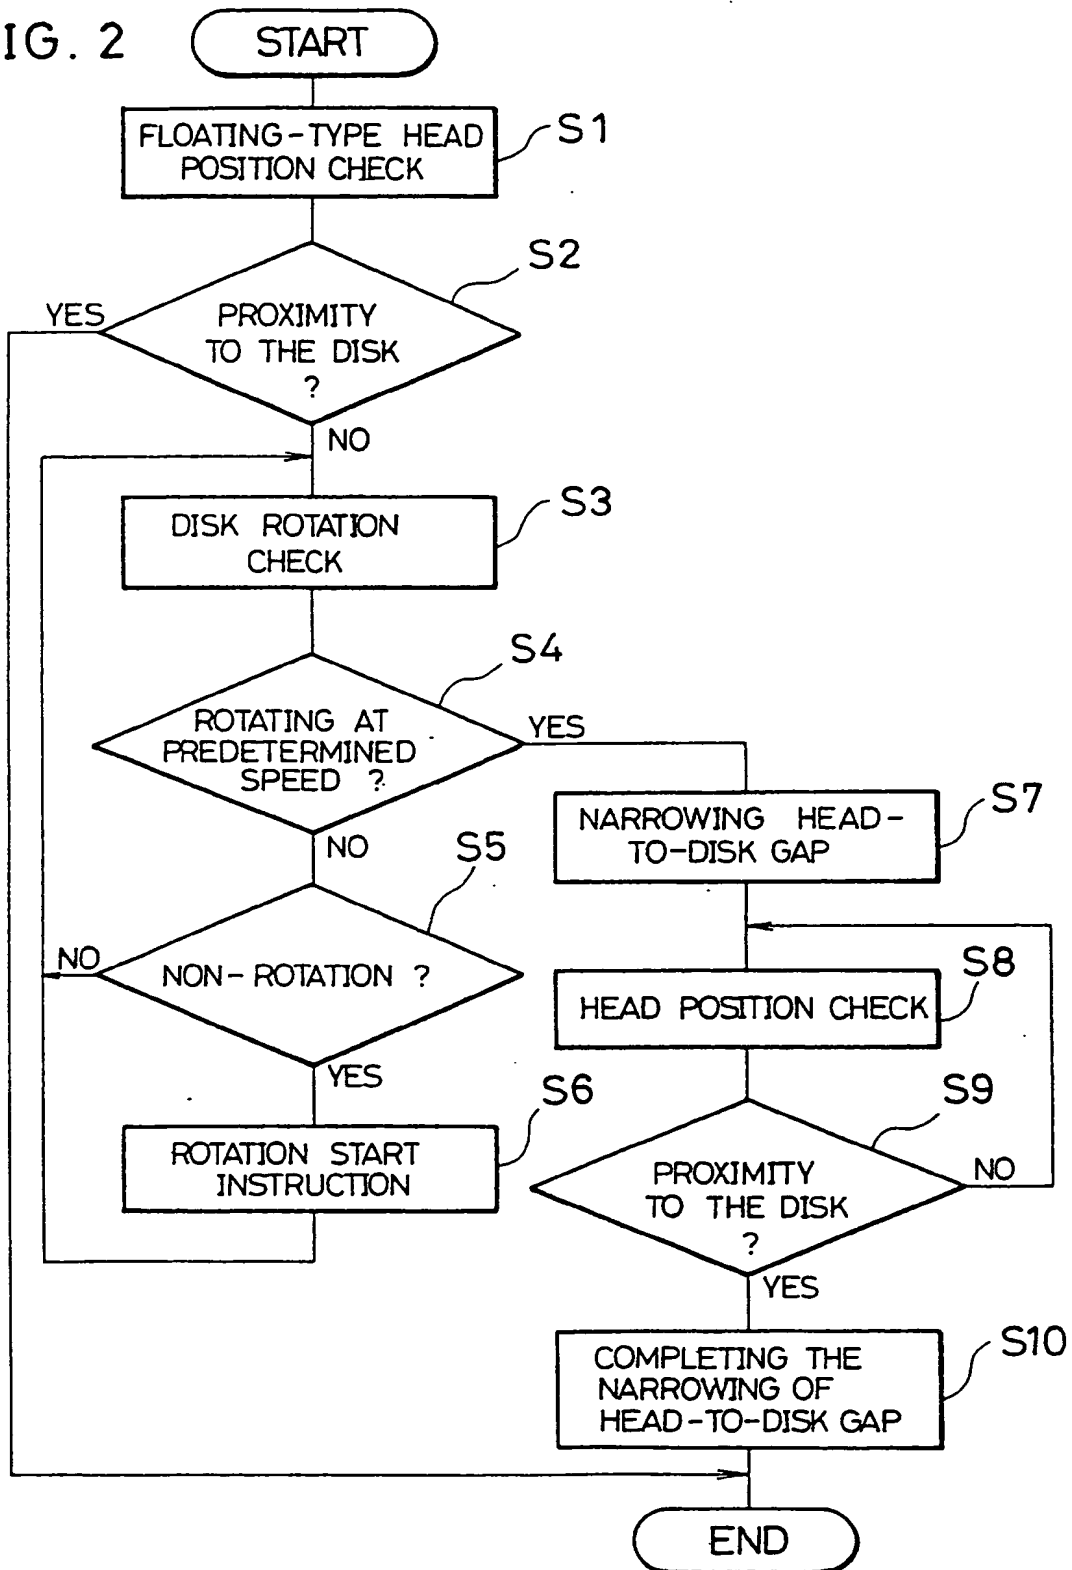 IG. 2
START
FLOATING-TYPE HEAD
POSITION CHECK
S1
S2
YES
PROXIMITY
TO THE DISK
?
NO
DISK ROTATION
CHECK
S3
S4
ROTATING AT
PREDETERMINED
SPEED ?
YES
NO
S5
NON-ROTATION ?
NO
YES
S6
ROTATION START
INSTRUCTION
S7
NARROWING HEAD-
TO-DISK GAP
S8
HEAD POSITION CHECK
S9
PROXIMITY
TO THE DISK
?
NO
YES
S10
COMPLETING THE
NARROWING OF
HEAD-TO-DISK GAP
END